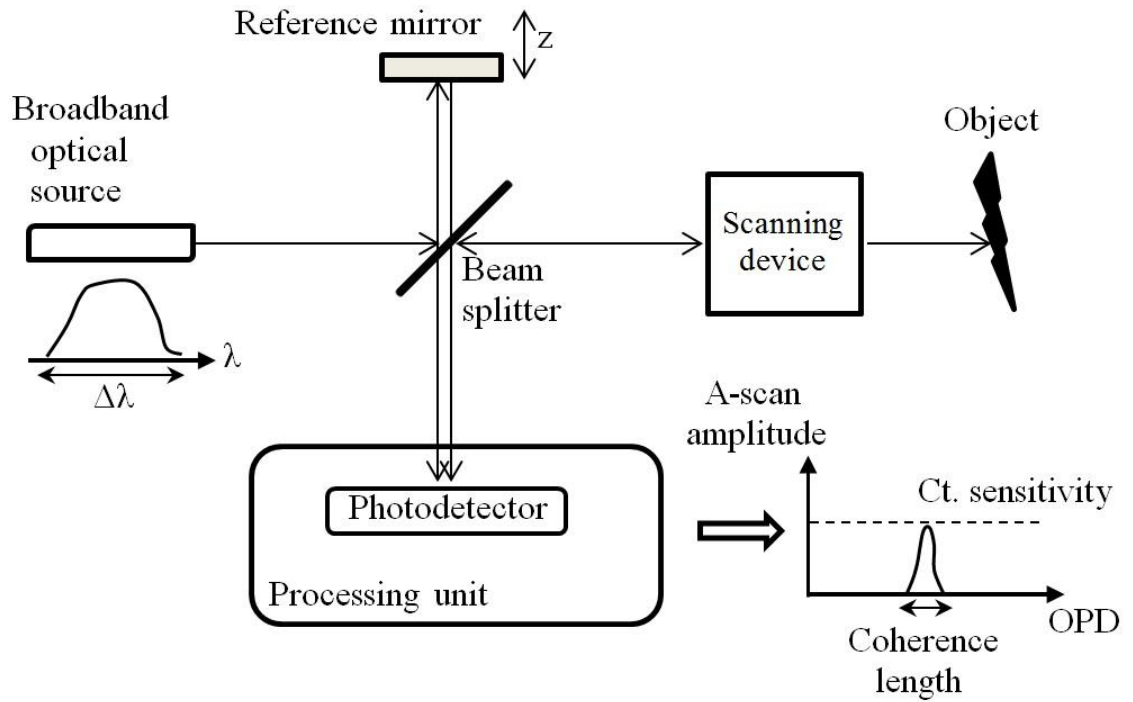 Reference mirror
z
Broadband
optical
source
Object
Scanning
device
Beam
splitter
λ
Δλ
A-scan
amplitude
Ct. sensitivity
Photodetector
Processing unit
OPD
Coherence
length